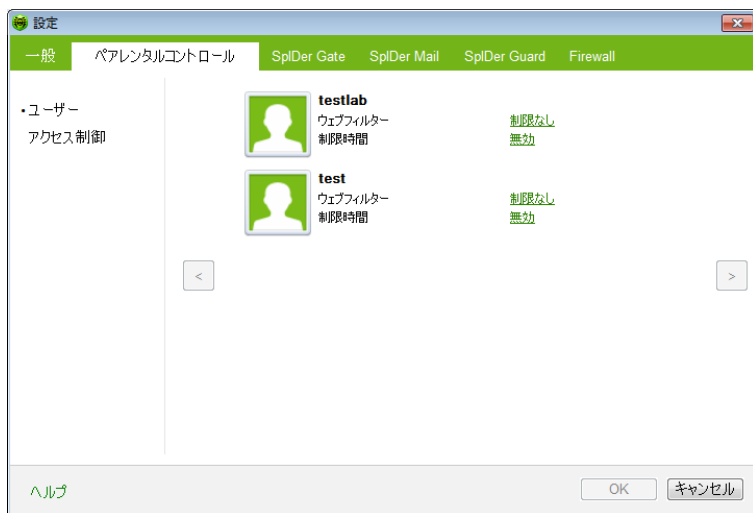 設定
一般 ペアレンタルコントロール SpIDer Gate SpIDer Mail SpIDer Guard Firewall
・ユーザー
アクセス制御
testlab
ウェブフィルター 制限なし
制限時間 無効
test
ウェブフィルター 制限なし
制限時間 無効
< >
ヘルプ OK キャンセル